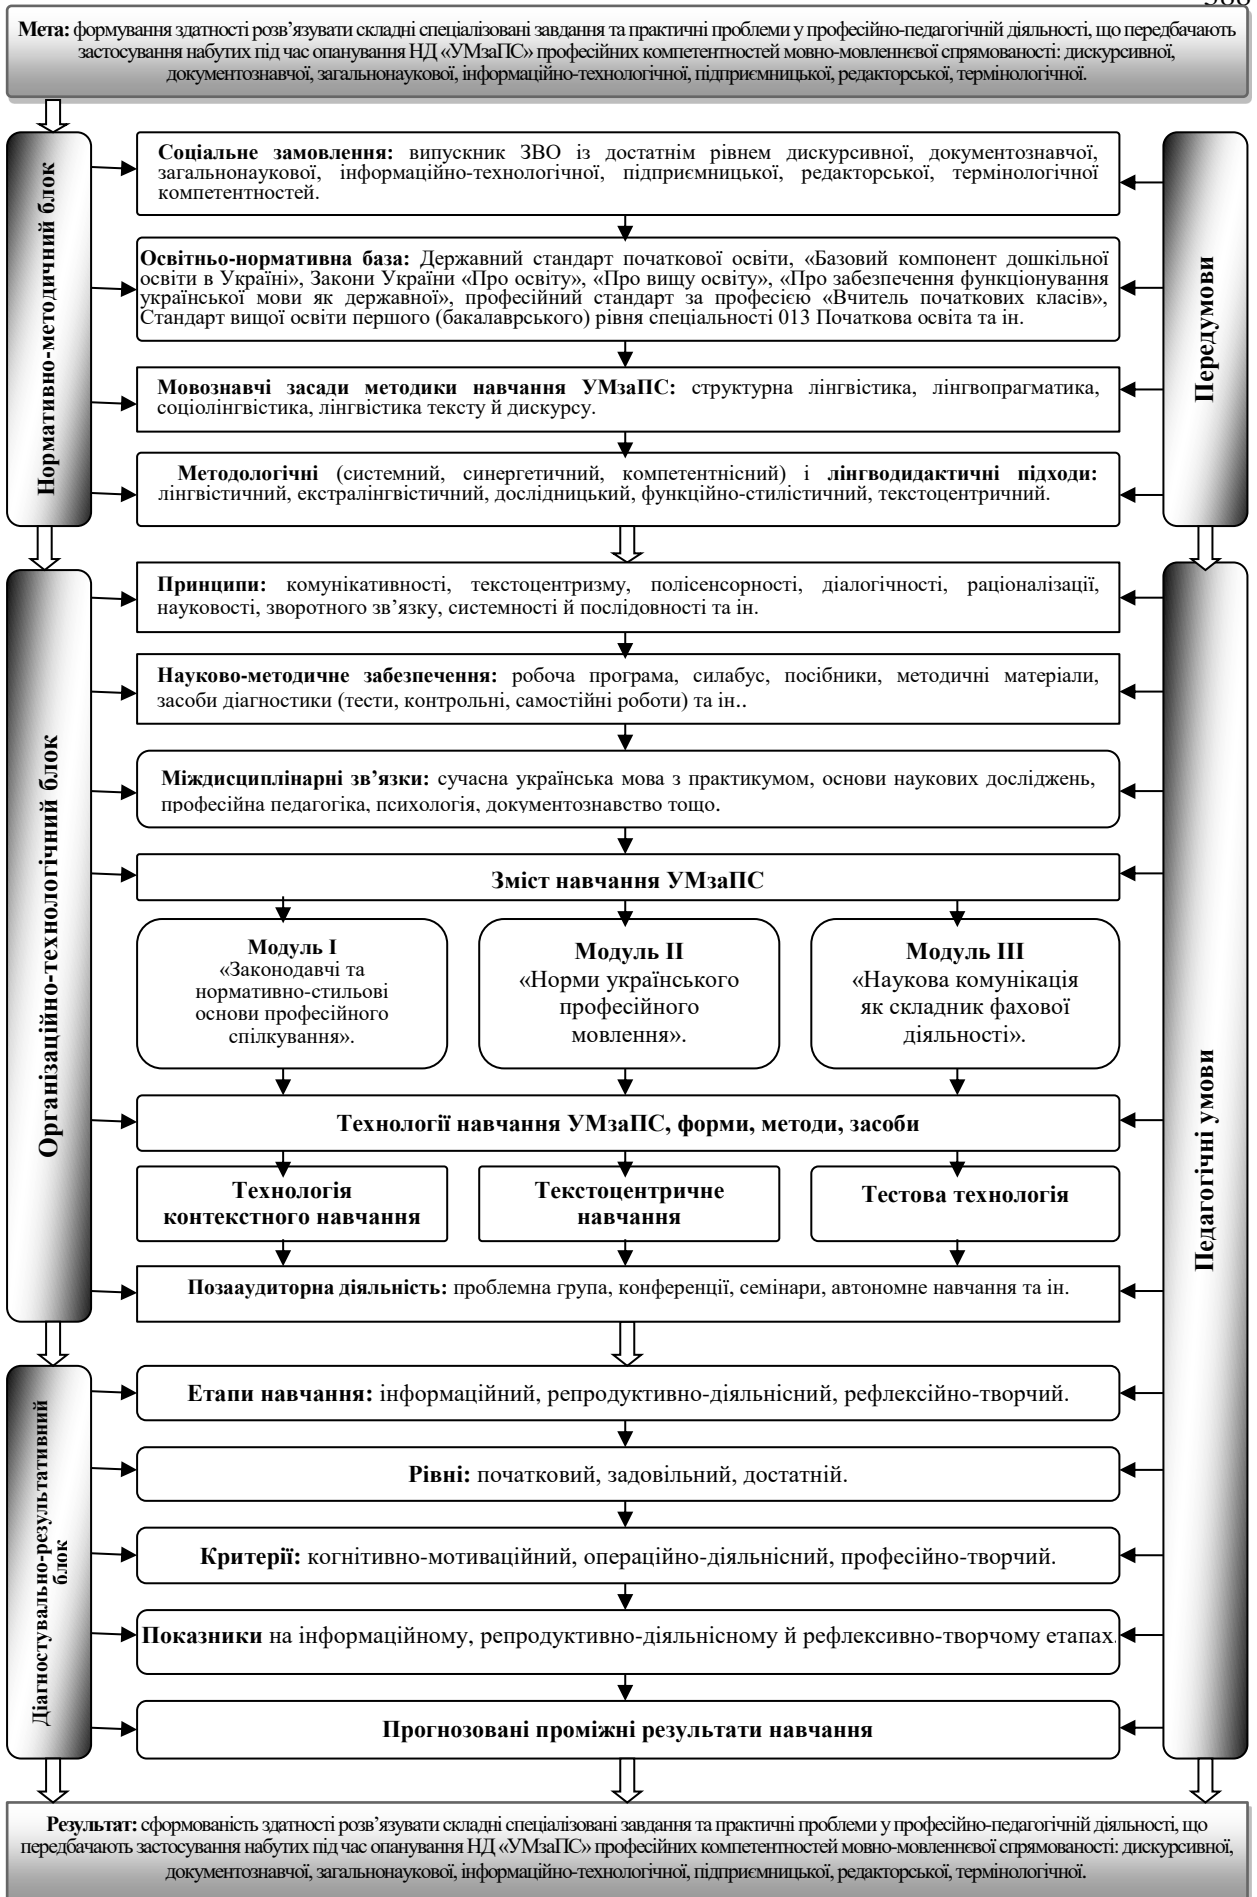 Мета: формування здатності розв’язувати складні спеціалізовані завдання та практичні проблеми у професійно-педагогічній діяльності, що передбачають
застосування набутих під час опанування НД «УМзаПС» професійних компетентностей мовно-мовленнєвої спрямованості: дискурсивної,
документознавчої, загальнонаукової, інформаційно-технологічної, підприємницької, редакторської, термінологічної.
Нормативно-методичний блок
Передумови
Соціальне замовлення: випускник ЗВО із достатнім рівнем дискурсивної, документознавчої,
загальнонаукової, інформаційно-технологічної, підприємницької, редакторської, термінологічної
компетентностей.
Освітньо-нормативна база: Державний стандарт початкової освіти, «Базовий компонент дошкільної
освіти в Україні», Закони України «Про освіту», «Про вищу освіту», «Про забезпечення функціонування
української мови як державної», професійний стандарт за професією «Вчитель початкових класів»,
Стандарт вищої освіти першого (бакалаврського) рівня спеціальності 013 Початкова освіта та ін.
Мовознавчі засади методики навчання УМзаПС: структурна лінгвістика, лінгвопрагматика,
соціолінгвістика, лінгвістика тексту й дискурсу.
Методологічні (системний, синергетичний, компетентнісний) і лінгводидактичні підходи:
лінгвістичний, екстралінгвістичний, дослідницький, функційно-стилістичний, текстоцентричний.
Організаційно-технологічний блок
Педагогічні умови
Принципи: комунікативності, текстоцентризму, полісенсорності, діалогічності, раціоналізації,
науковості, зворотного зв’язку, системності й послідовності та ін.
Науково-методичне забезпечення: робоча програма, силабус, посібники, методичні матеріали,
засоби діагностики (тести, контрольні, самостійні роботи) та ін..
Міждисциплінарні зв’язки: сучасна українська мова з практикумом, основи наукових досліджень,
професійна педагогіка, психологія, документознавство тощо.
Зміст навчання УМзаПС
Модуль І
«Законодавчі та
нормативно-стильові
основи професійного
спілкування».
Модуль ІІ
«Норми українського
професійного
мовлення».
Модуль ІІІ
«Наукова комунікація
як складник фахової
діяльності».
Технології навчання УМзаПС, форми, методи, засоби
Технологія
контекстного навчання
Текстоцентричне
навчання
Тестова технологія
Позааудиторна діяльність: проблемна група, конференції, семінари, автономне навчання та ін.
Діагностувально-результативний
блок
Етапи навчання: інформаційний, репродуктивно-діяльнісний, рефлексійно-творчий.
Рівні: початковий, задовільний, достатній.
Критерії: когнітивно-мотиваційний, операційно-діяльнісний, професійно-творчий.
Показники на інформаційному, репродуктивно-діяльнісному й рефлексивно-творчому етапах.
Прогнозовані проміжні результати навчання
Результат: сформованість здатності розв’язувати складні спеціалізовані завдання та практичні проблеми у професійно-педагогічній діяльності, що
передбачають застосування набутих під час опанування НД «УМзаПС» професійних компетентностей мовно-мовленнєвої спрямованості: дискурсивної,
документознавчої, загальнонаукової, інформаційно-технологічної, підприємницької, редакторської, термінологічної.